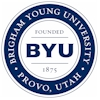 BRIGHAM YOUNG UNIVERSITY
FOUNDED
BYU
1875
PROVO, UTAH